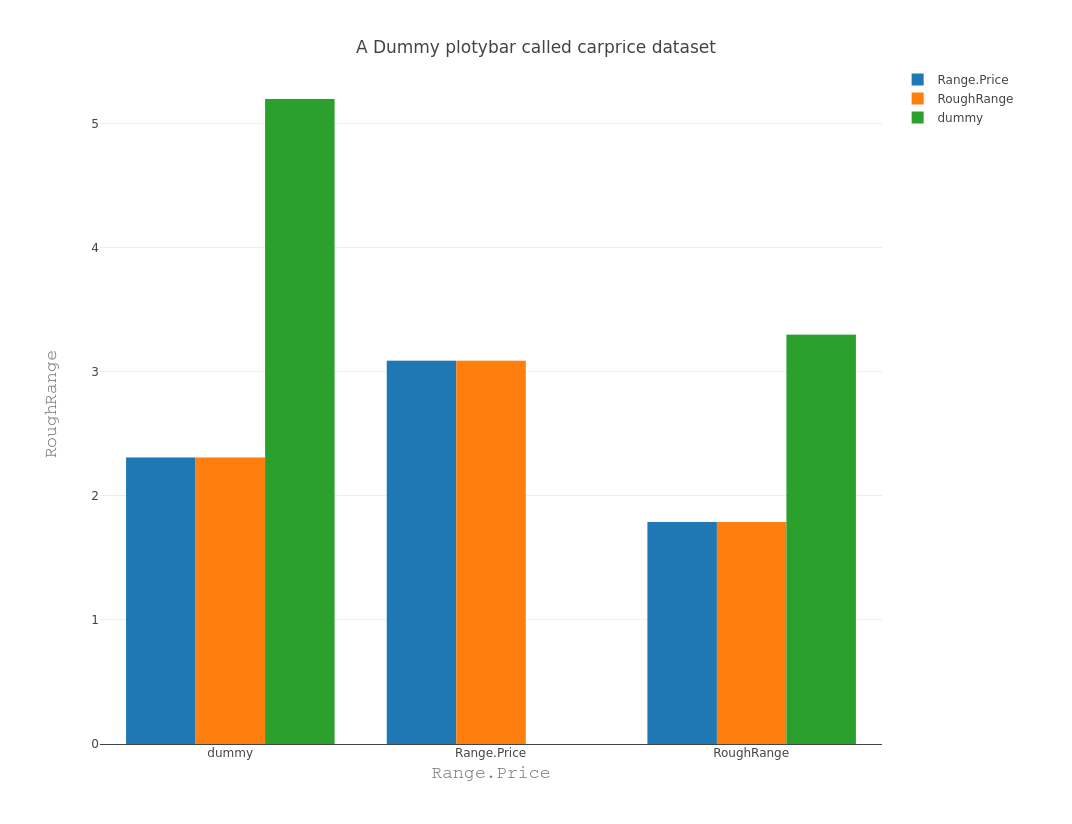 A Dummy plotybar called carprice dataset
Range.Price
RoughRange
dummy
5
4
3
2
1
0
RoughRange
dummy
Range.Price
RoughRange
Range.Price